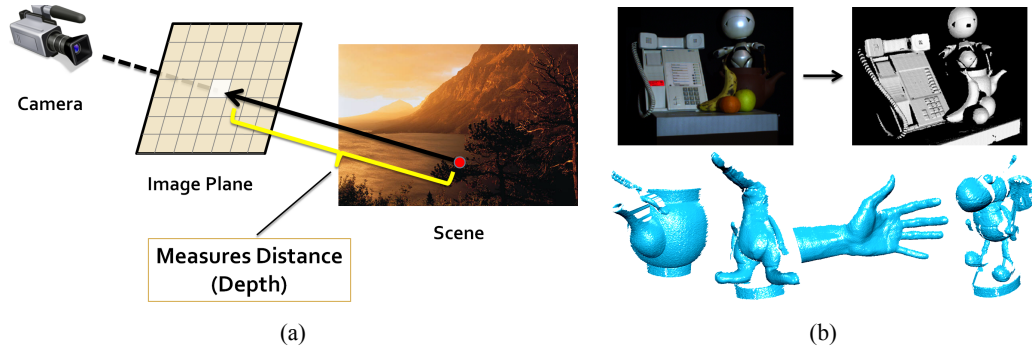 Camera
Image Plane
Scene
Measures Distance
(Depth)
(a)
(b)